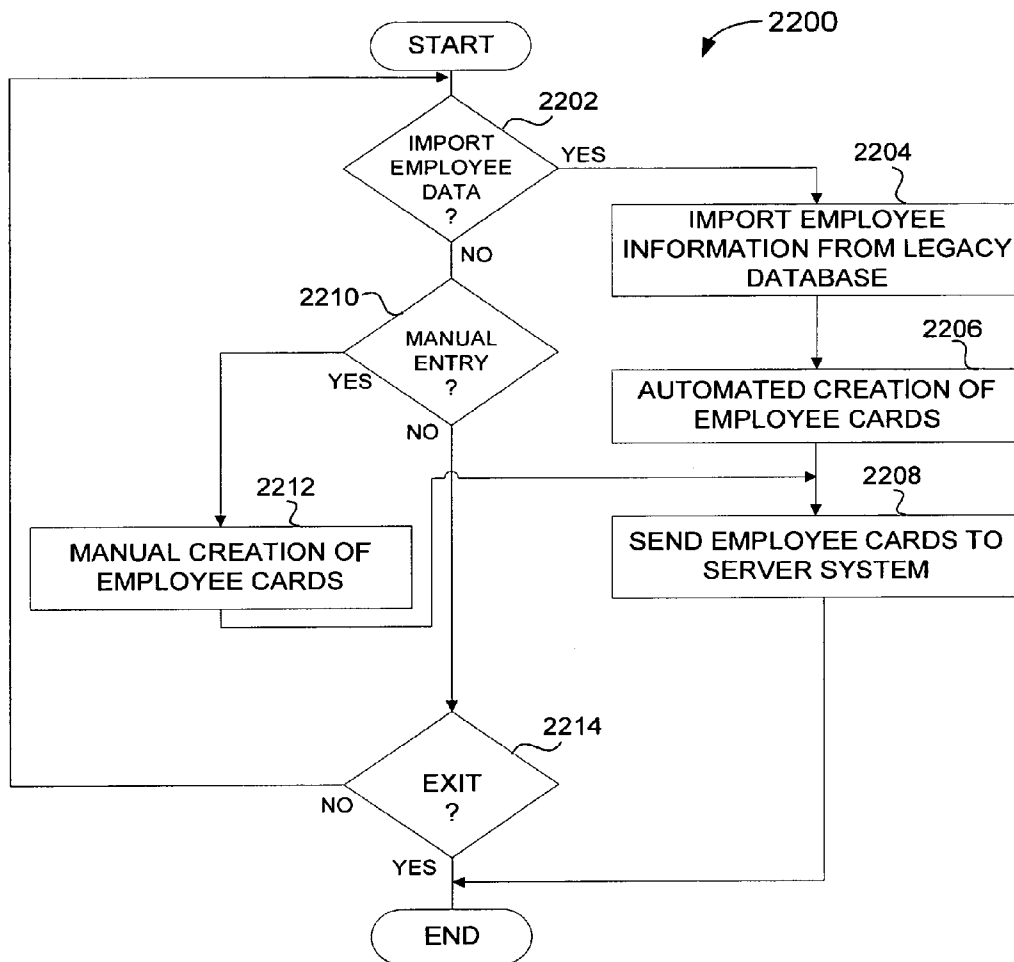 2200
START
2202
IMPORT
EMPLOYEE
DATA
?
YES
NO
2204
IMPORT EMPLOYEE
INFORMATION FROM LEGACY
DATABASE
2210
MANUAL
ENTRY
?
YES
NO
2206
AUTOMATED CREATION OF
EMPLOYEE CARDS
2212
MANUAL CREATION OF
EMPLOYEE CARDS
2208
SEND EMPLOYEE CARDS TO
SERVER SYSTEM
2214
EXIT
?
NO
YES
END